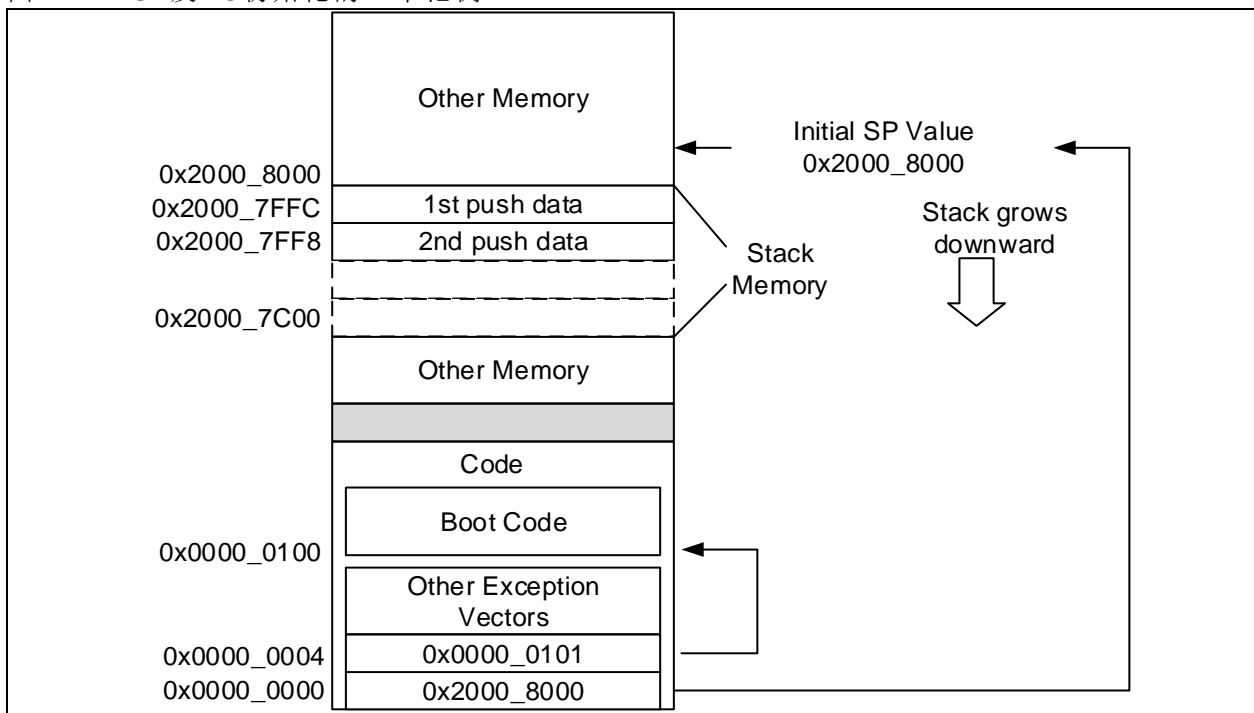 Other Memory
Initial SP Value
0x2000_8000
0x2000_8000
0x2000_7FFC
1st push data
Stack grows
downward
0x2000_7FF8
2nd push data
Stack
Memory
0x2000_7C00
Other Memory
Code
Boot Code
0x0000_0100
Other Exception
Vectors
0x0000_0004
0x0000_0101
0x0000_0000
0x2000_8000